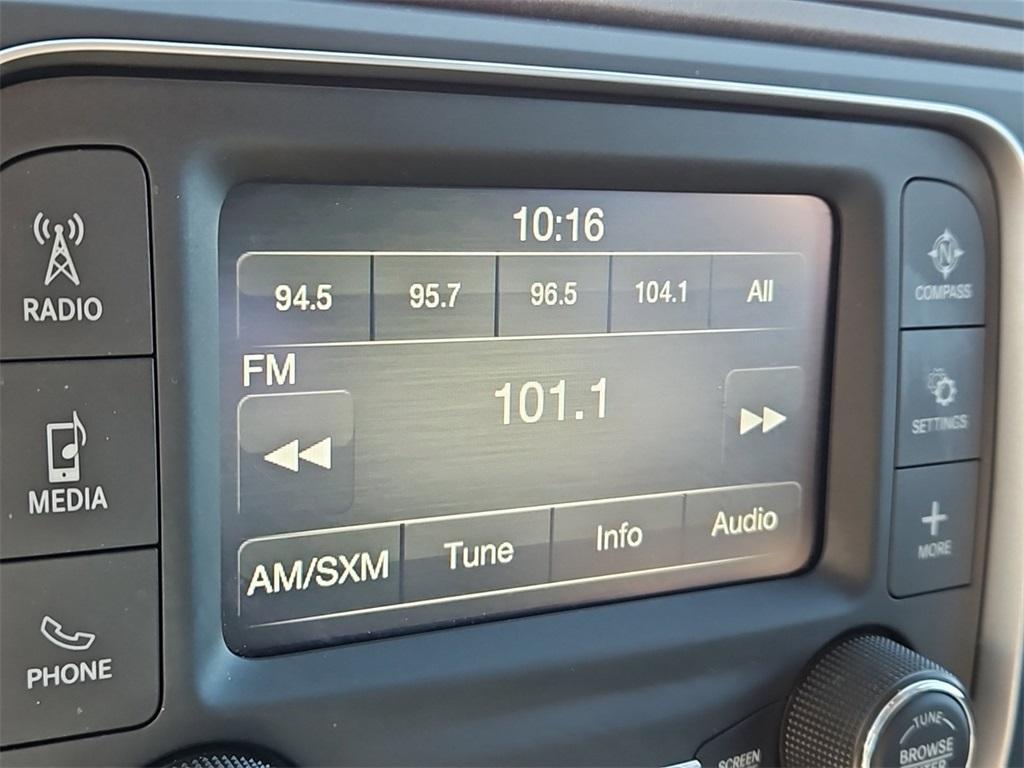 10:16
94.5 95.7 96.5 104.1 All
FM
101.1
AM/SXM Tune Info Audio
RADIO
MEDIA
PHONE
N
COMPASS
SETTINGS
MORE
TUNE
BROWSE
SCREEN